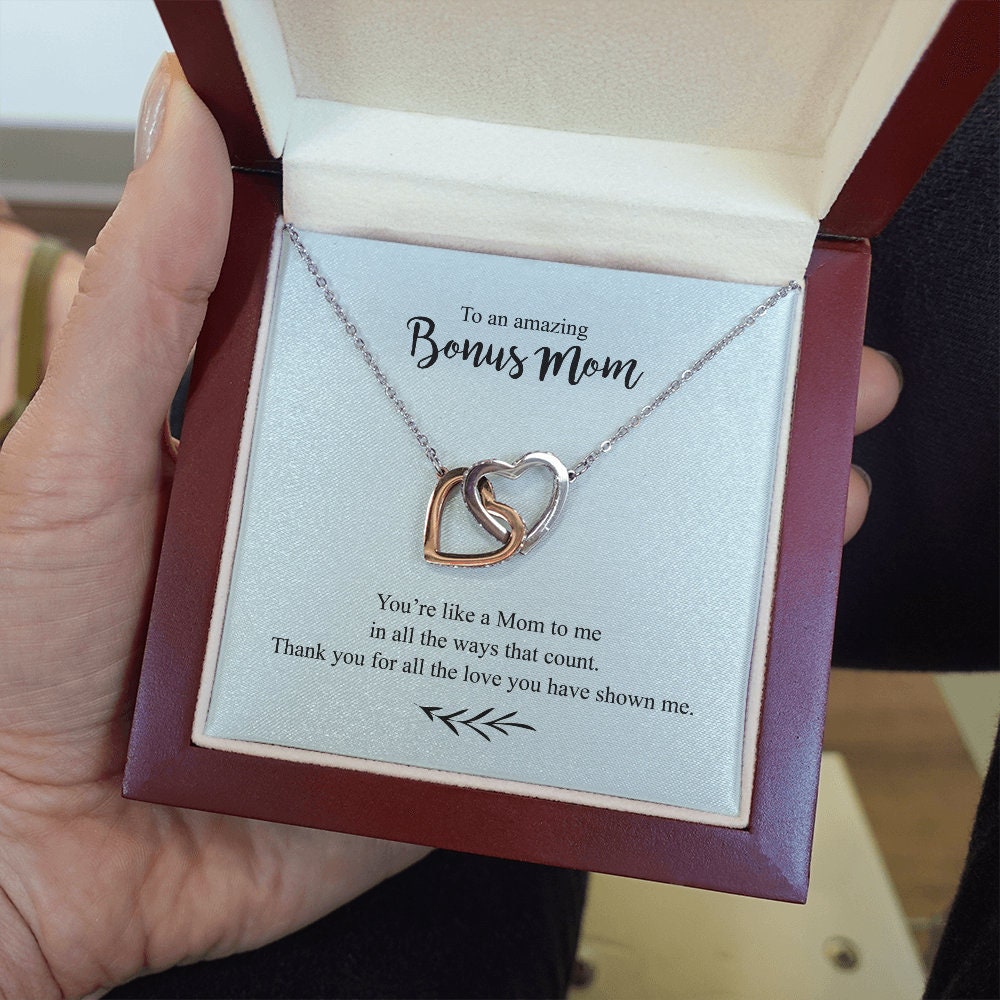 To an amazing
Bonus Mom
You’re like a Mom to me
in all the ways that count.
Thank you for all the love you have shown me.